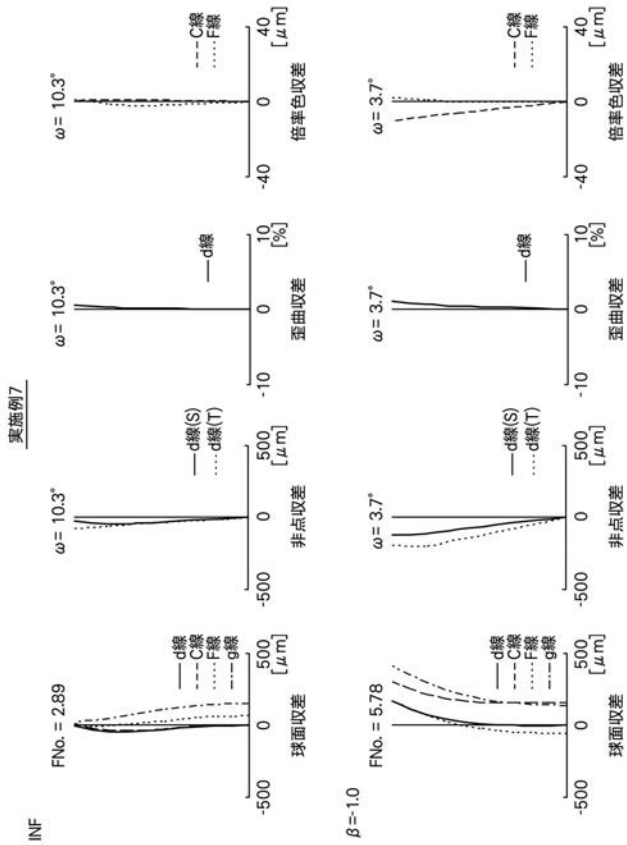 実施例7
INF
FNo. = 2.89
d線
C線
F線
g線
-500 0 500
[μm]
球面収差
ω= 10.3°
d線(S)
d線(T)
-500 0 500
[μm]
非点収差
ω= 10.3°
d線
-10 0 10
[%]
歪曲収差
ω= 10.3°
C線
F線
-40 0 40
[μm]
倍率色収差
β=-1.0
FNo. = 5.78
d線
C線
F線
g線
-500 0 500
[μm]
球面収差
ω= 3.7°
d線(S)
d線(T)
-500 0 500
[μm]
非点収差
ω= 3.7°
d線
-10 0 10
[%]
歪曲収差
ω= 3.7°
C線
F線
-40 0 40
[μm]
倍率色収差